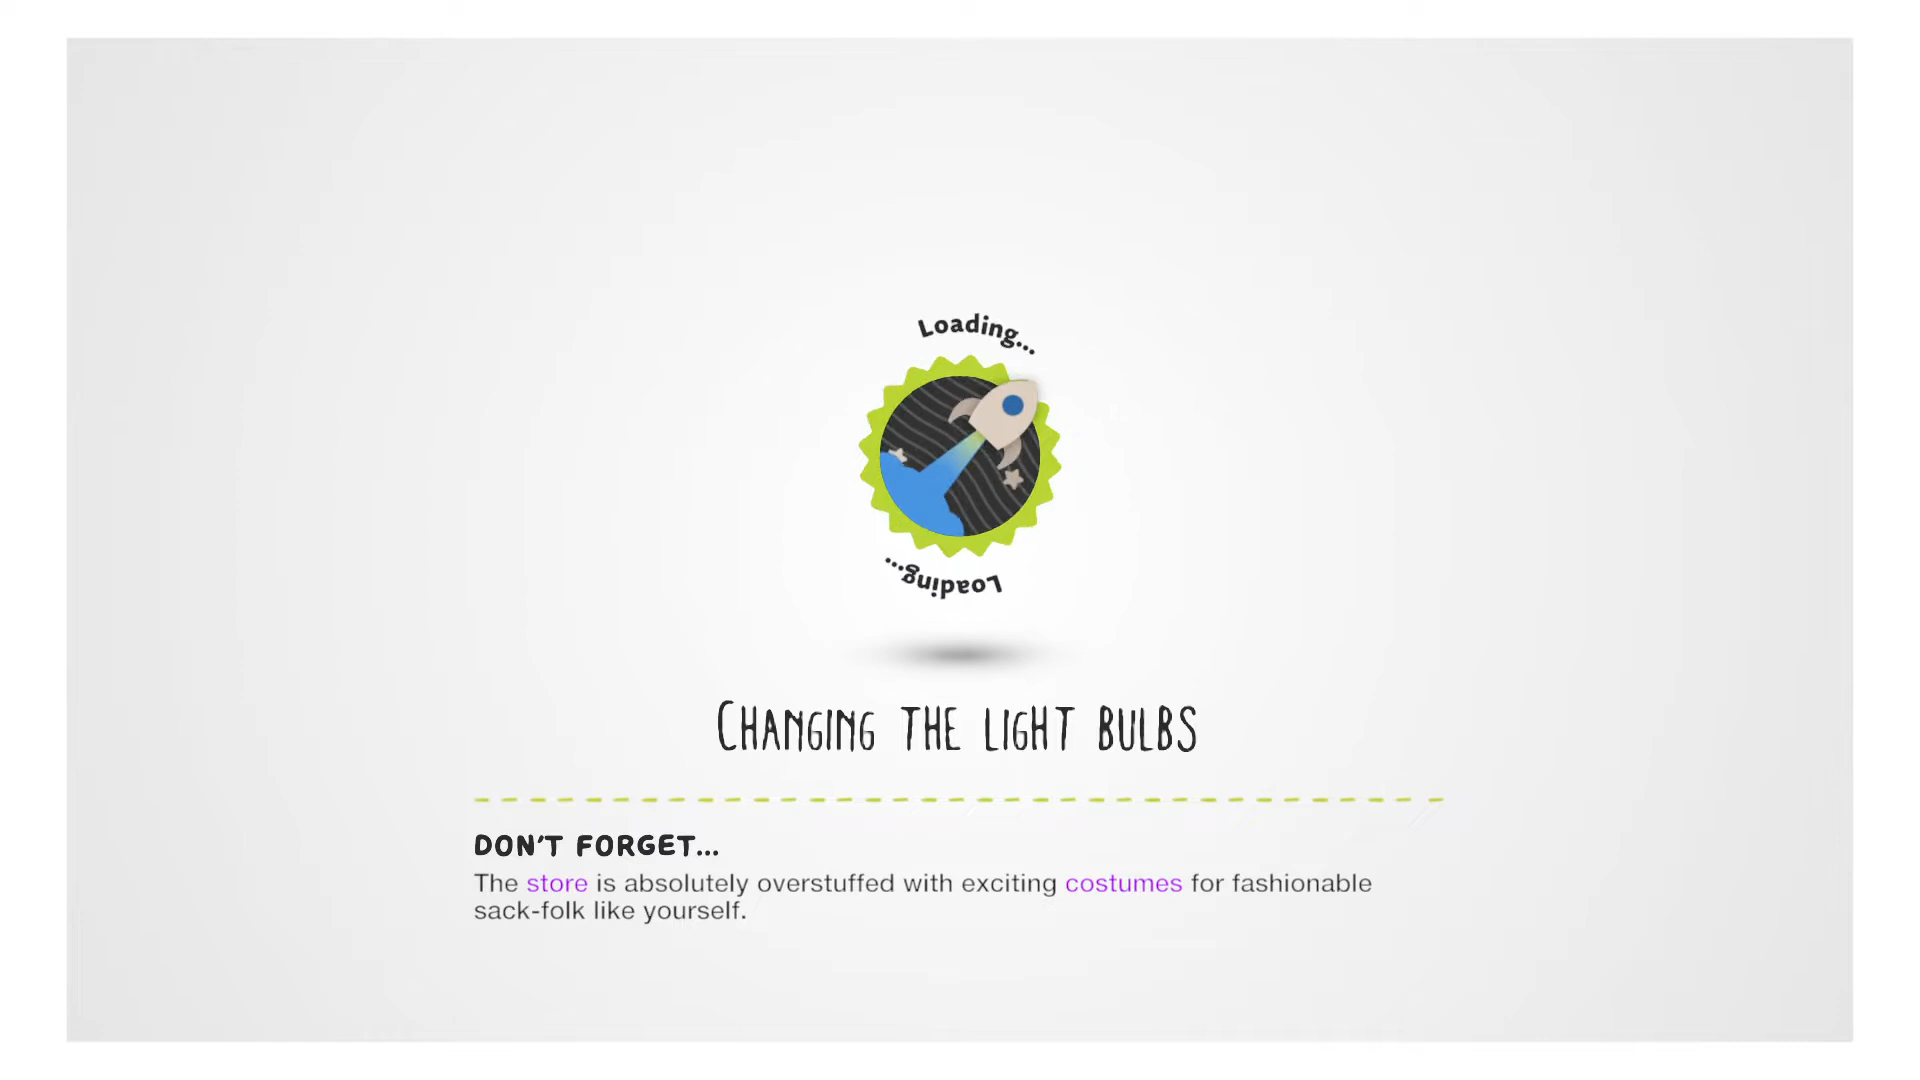 Loading...
Loading...
Changing the light bulbs
DON'T FORGET...
The store is absolutely overstuffed with exciting costumes for fashionable
sack-folk like yourself.